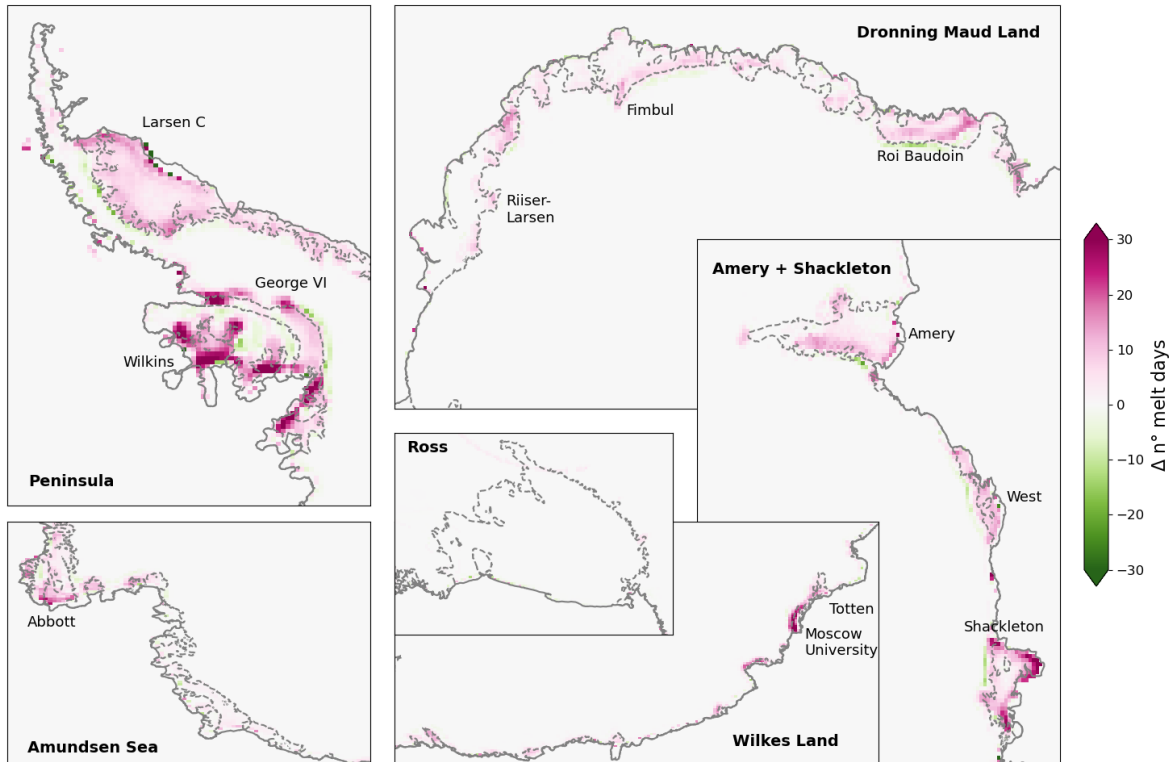 Larsen C
George VI
Wilkins
Peninsula
Dronning Maud Land
Fimbul
Roi Baudoin
Riiser-
Larsen
Amery + Shackleton
Amery
West
Shackleton
Ross
Abbott
Amundsen Sea
Totten
Moscow
University
Wilkes Land
30
20
10
0
−10
−20
−30
Δ n° melt days